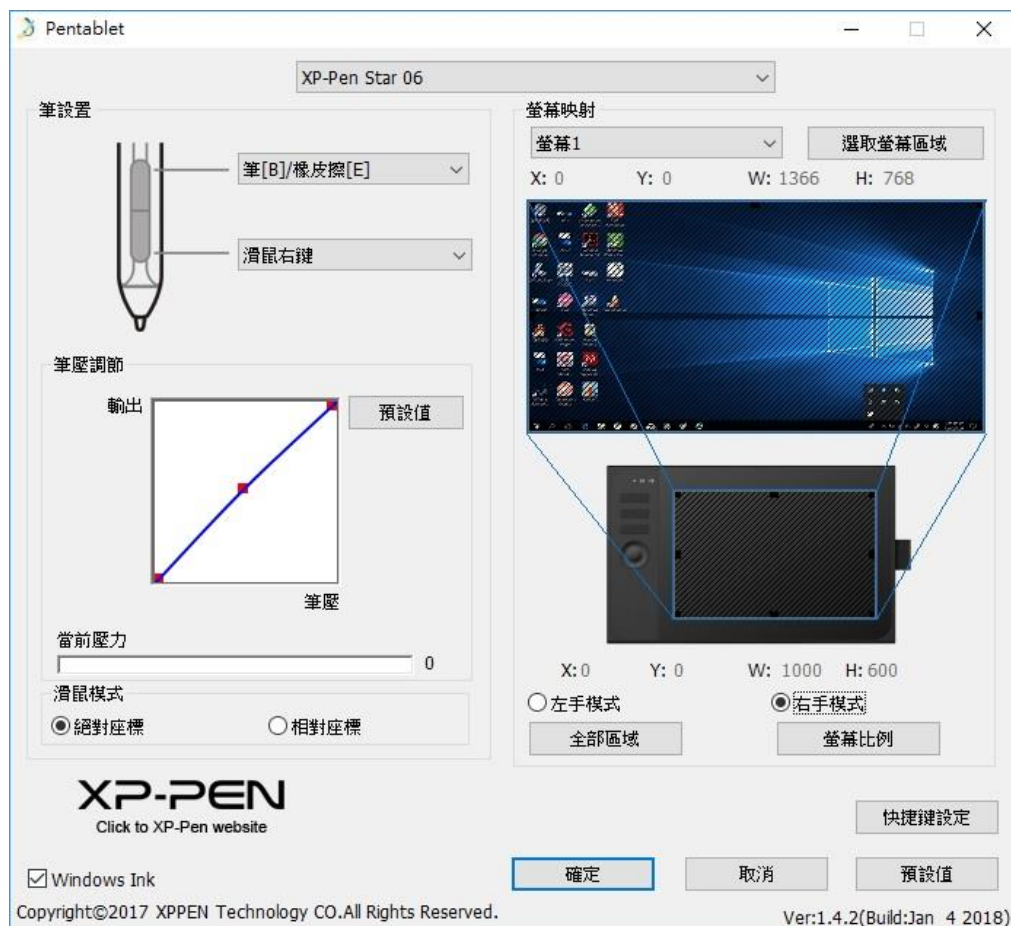 Pentablet
XP-Pen Star 06
筆設置
筆[B]/橡皮擦[E]
滑鼠右鍵
筆壓調節
輸出
預設值
筆壓
當前壓力
0
滑鼠模式
絕對座標
相對座標
螢幕映射
螢幕1
選取螢幕區域
X: 0 Y: 0 W: 1366 H: 768
X:0 Y: 0 W: 1000 H:600
左手模式
右手模式
全部區域
螢幕比例
XP-PEN
Click to XP-Pen website
快捷鍵設定
Windows Ink
確定
取消
預設值
Copyright©2017 XPPEN Technology CO.All Rights Reserved.
Ver:1.4.2(Build:Jan 4 2018)